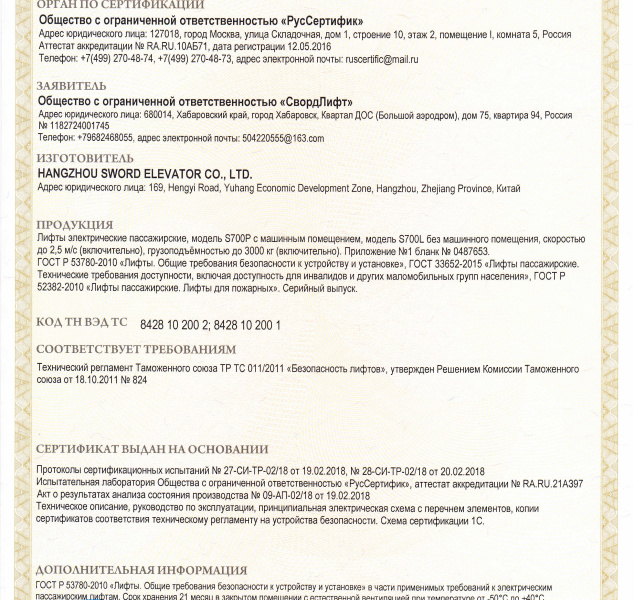 ОРГАН ПО СЕРТИФИКАЦИИ
Общество с ограниченной ответственностью «РусСертифик»
Адрес юридического лица: 127018, город Москва, улица Складочная, дом 1, строение 10, этаж 2, помещение I, комната 5, Россия
Аттестат аккредитации № RA.RU.10АБ71, дата регистрации 12.05.2016
Телефон: +7(499) 270-48-74, +7(499) 270-48-73, адрес электронной почты: ruscertific@mail.ru
ЗАЯВИТЕЛЬ
Общество с ограниченной ответственностью «СвордЛифт»
Адрес юридического лица: 680014, Хабаровский край, город Хабаровск, Квартал ДОС (Большой аэродром), дом 75, квартира 94, Россия
№ 1182724001745
Телефон: +79682468055, адрес электронной почты: 504220555@163.com
ИЗГОТОВИТЕЛЬ
HANGZHOU SWORD ELEVATOR CO., LTD.
Адрес юридического лица: 169, Hengyi Road, Yuhang Economic Development Zone, Hangzhou, Zhejiang Province, Китай
ПРОДУКЦИЯ
Лифты электрические пассажирские, модель S700P с машинным помещением, модель S700L без машинного помещения, скоростью
до 2,5 м/с (включительно), грузоподъёмностью до 3000 кг (включительно). Приложение №1 бланк № 0487653.
ГОСТ Р 53780-2010 «Лифты. Общие требования безопасности к устройству и установке», ГОСТ 33652-2015 «Лифты пассажирские.
Технические требования доступности, включая доступность для инвалидов и других маломобильных групп населения», ГОСТ Р
52382-2010 «Лифты пассажирские. Лифты для пожарных». Серийный выпуск.
КОД ТН ВЭД ТС 8428 10 200 2; 8428 10 200 1
СООТВЕТСТВУЕТ ТРЕБОВАНИЯМ
Технический регламент Таможенного союза ТР ТС 011/2011 «Безопасность лифтов», утвержден Решением Комиссии Таможенного
союза от 18.10.2011 № 824
СЕРТИФИКАТ ВЫДАН НА ОСНОВАНИИ
Протоколы сертификационных испытаний № 27-СИ-ТР-02/18 от 19.02.2018, № 28-СИ-ТР-02/18 от 20.02.2018
Испытательная лаборатория Общества с ограниченной ответственностью «РусСертифик», аттестат аккредитации № RA.RU.21АЯ97
Акт о результатах анализа состояния производства № 09-АП-02/18 от 19.02.2018
Техническое описание, руководство по эксплуатации, принципиальная электрическая схема с перечнем элементов, копии
сертификатов соответствия техническому регламенту на устройства безопасности. Схема сертификации 1С.
ДОПОЛНИТЕЛЬНАЯ ИНФОРМАЦИЯ
ГОСТ Р 53780-2010 «Лифты. Общие требования безопасности к устройству и установке» в части применимых требований к электрическим
пассажирским лифтам. Срок хранения 21 месяц в закрытом помещении с естественной вентиляцией при температуре от -50°C до +40°C